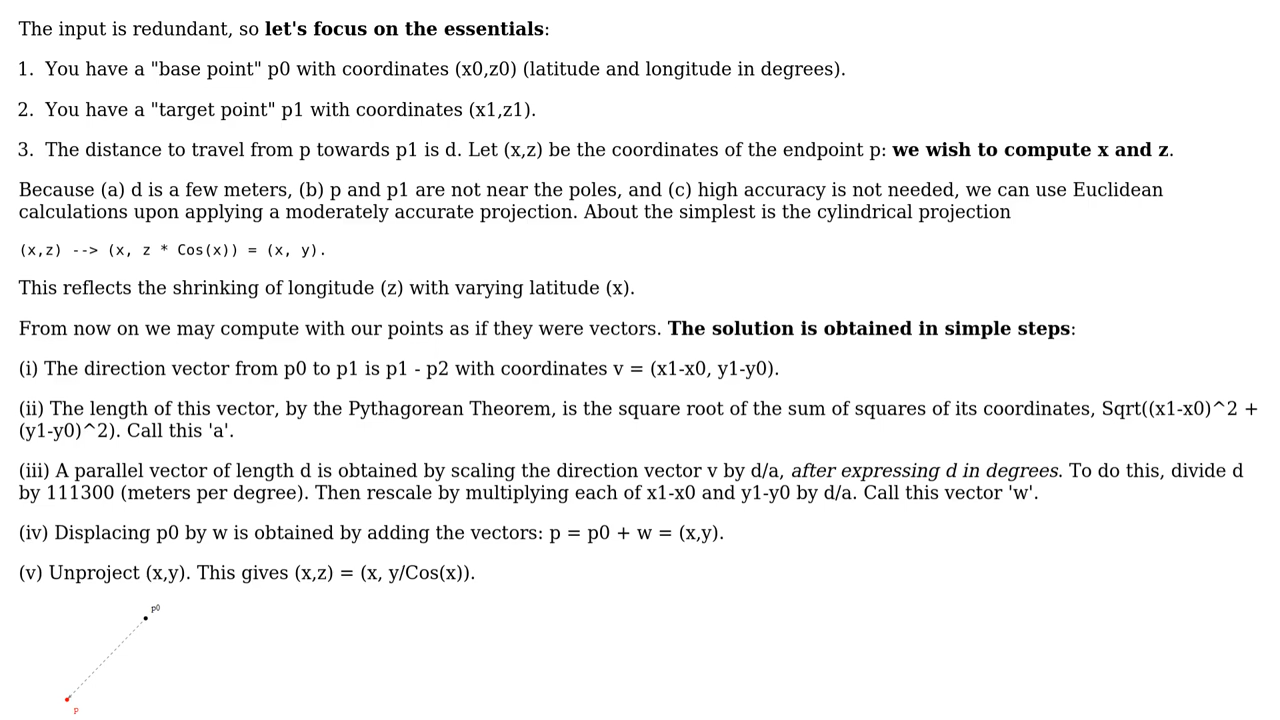 The input is redundant, so let's focus on the essentials:
1. You have a "base point" p0 with coordinates (x0,z0) (latitude and longitude in degrees).
2. You have a "target point" p1 with coordinates (x1,z1).
3. The distance to travel from p towards p1 is d. Let (x,z) be the coordinates of the endpoint p: we wish to compute x and z.
Because (a) d is a few meters, (b) p and p1 are not near the poles, and (c) high accuracy is not needed, we can use Euclidean
calculations upon applying a moderately accurate projection. About the simplest is the cylindrical projection
(x,z) --> (x, z * Cos(x)) = (x, y).
This reflects the shrinking of longitude (z) with varying latitude (x).
From now on we may compute with our points as if they were vectors. The solution is obtained in simple steps:
(i) The direction vector from p0 to p1 is p1 - p2 with coordinates v = (x1-x0, y1-y0).
(ii) The length of this vector, by the Pythagorean Theorem, is the square root of the sum of squares of its coordinates, Sqrt((x1-x0)^2 +
(y1-y0)^2). Call this 'a'.
(iii) A parallel vector of length d is obtained by scaling the direction vector v by d/a, after expressing d in degrees. To do this, divide d
by 111300 (meters per degree). Then rescale by multiplying each of x1-x0 and y1-y0 by d/a. Call this vector 'w'.
(iv) Displacing p0 by w is obtained by adding the vectors: p = p0 + w = (x,y).
(v) Unproject (x,y). This gives (x,z) = (x, y/Cos(x)).
p0
p